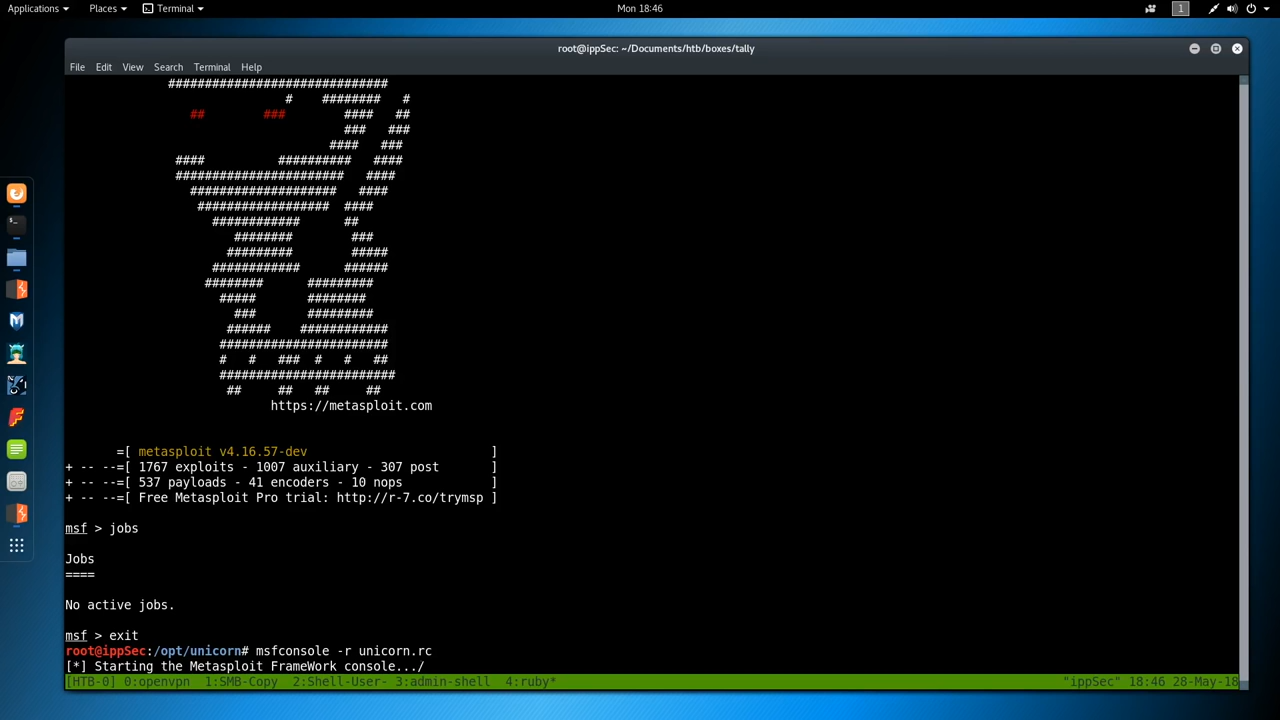 Applications Places Terminal Mon 18:46 1
root@ippSec: ~/Documents/htb/boxes/tally
File Edit View Search Terminal Help
##############################
# ######## #
## ### #### ##
### ###
#### ###
#### ########## ####
####################### ####
#################### ####
################## ####
############ ##
######## ###
######### #####
############ ######
######## #########
##### ########
### #########
###### ############
#######################
# # ### # # ##
########################
## ## ## ##
https://metasploit.com
=[ metasploit v4.16.57-dev ]
+ -- --=[ 1767 exploits - 1007 auxiliary - 307 post ]
+ -- --=[ 537 payloads - 41 encoders - 10 nops ]
+ -- --=[ Free Metasploit Pro trial: http://r-7.co/trymsp ]
msf > jobs
Jobs
====
No active jobs.
msf > exit
root@ippSec:/opt/unicorn# msfconsole -r unicorn.rc
[*] Starting the Metasploit FrameWork console.../
[HTB-0] 0:openvpn 1:SMB-Copy 2:Shell-User- 3:admin-shell 4:ruby* "ippSec" 18:46 28-May-18